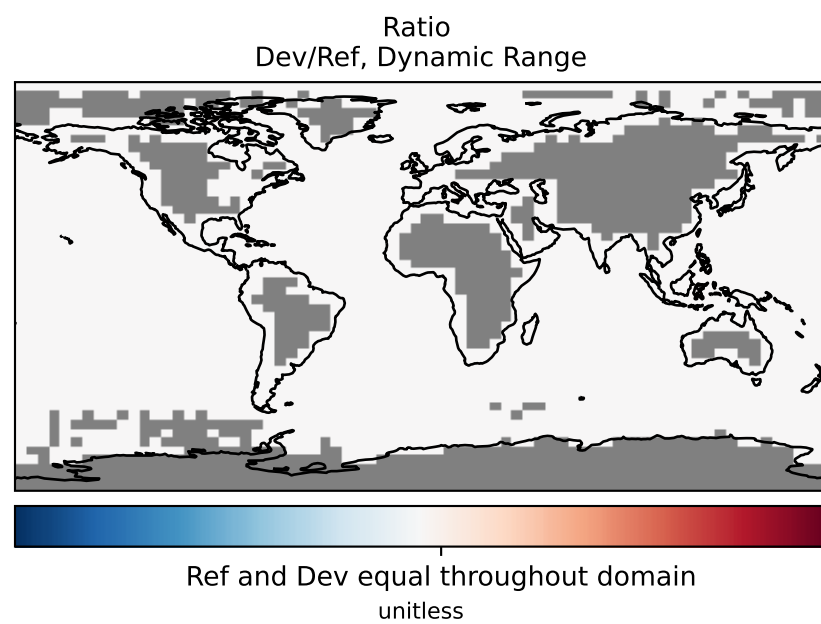 Ratio
Dev/Ref, Dynamic Range
Ref and Dev equal throughout domain
unitless